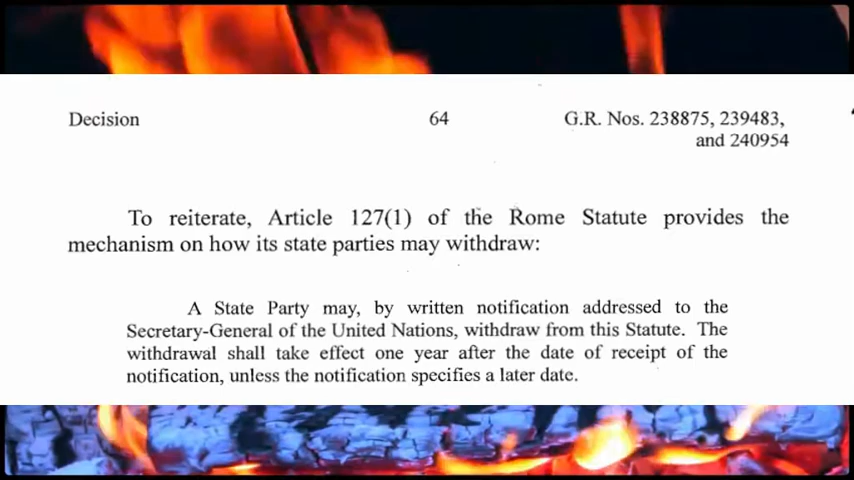 Decision 64 G.R. Nos. 238875, 239483,
and 240954
To reiterate, Article 127(1) of the Rome Statute provides the
mechanism on how its state parties may withdraw:
A State Party may, by written notification addressed to the
Secretary-General of the United Nations, withdraw from this Statute. The
withdrawal shall take effect one year after the date of receipt of the
notification, unless the notification specifies a later date.